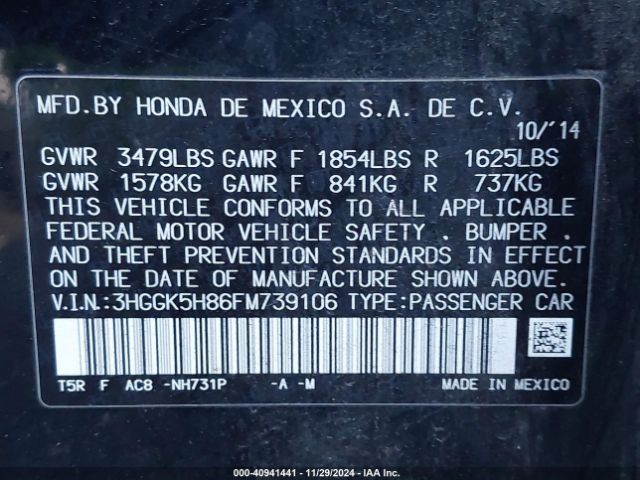 MFD.BY HONDA DE MEXICO S.A. DE C.V.
10/'14
GVWR 3479LBS GAWR F 1854LBS R 1625LBS
GVWR 1578KG GAWR F 841KG R 737KG
THIS VEHICLE CONFORMS TO ALL APPLICABLE
FEDERAL MOTOR VEHICLE SAFETY . BUMPER .
AND THEFT PREVENTION STANDARDS IN EFFECT
ON THE DATE OF MANUFACTURE SHOWN ABOVE.
V.I.N.:3HGGK5H86FM739106 TYPE:PASSENGER CAR
T5R F AC8 -NH731P -A -M MADE IN MEXICO
000-40941441 - 11/29/2024 - IAA Inc.